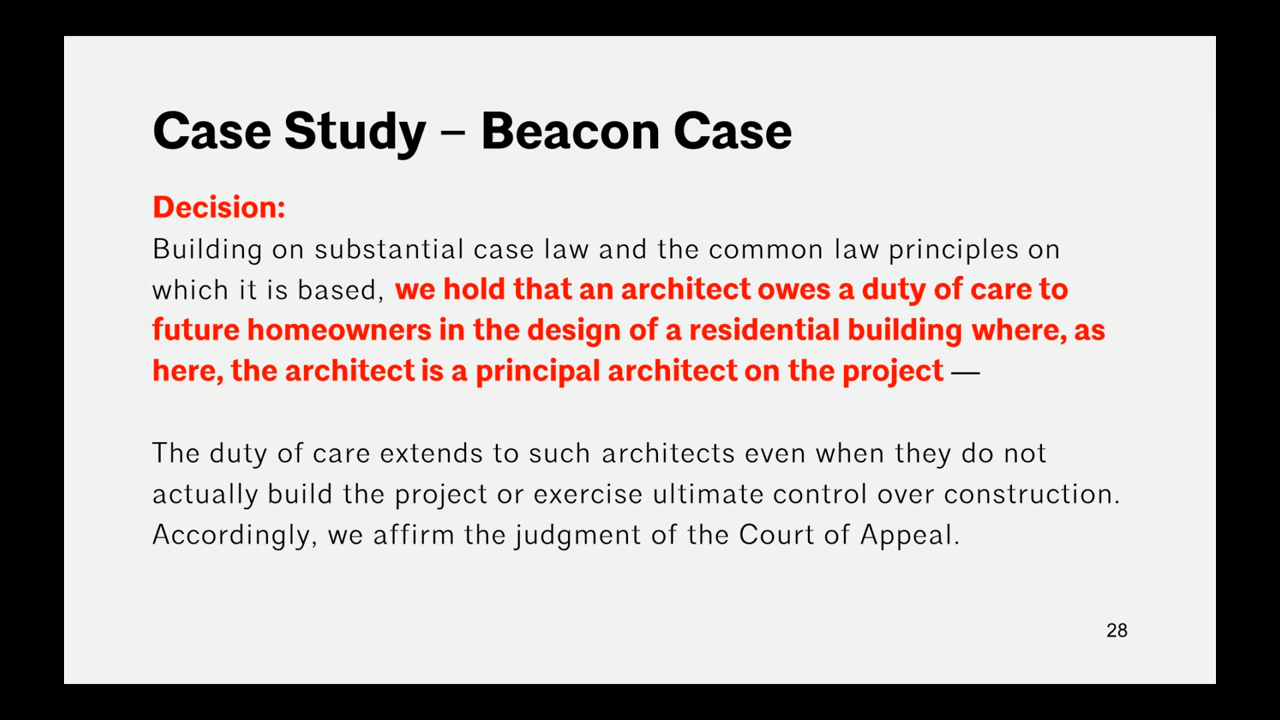 Case Study – Beacon Case
Decision:
Building on substantial case law and the common law principles on
which it is based, we hold that an architect owes a duty of care to
future homeowners in the design of a residential building where, as
here, the architect is a principal architect on the project —
The duty of care extends to such architects even when they do not
actually build the project or exercise ultimate control over construction.
Accordingly, we affirm the judgment of the Court of Appeal.
28